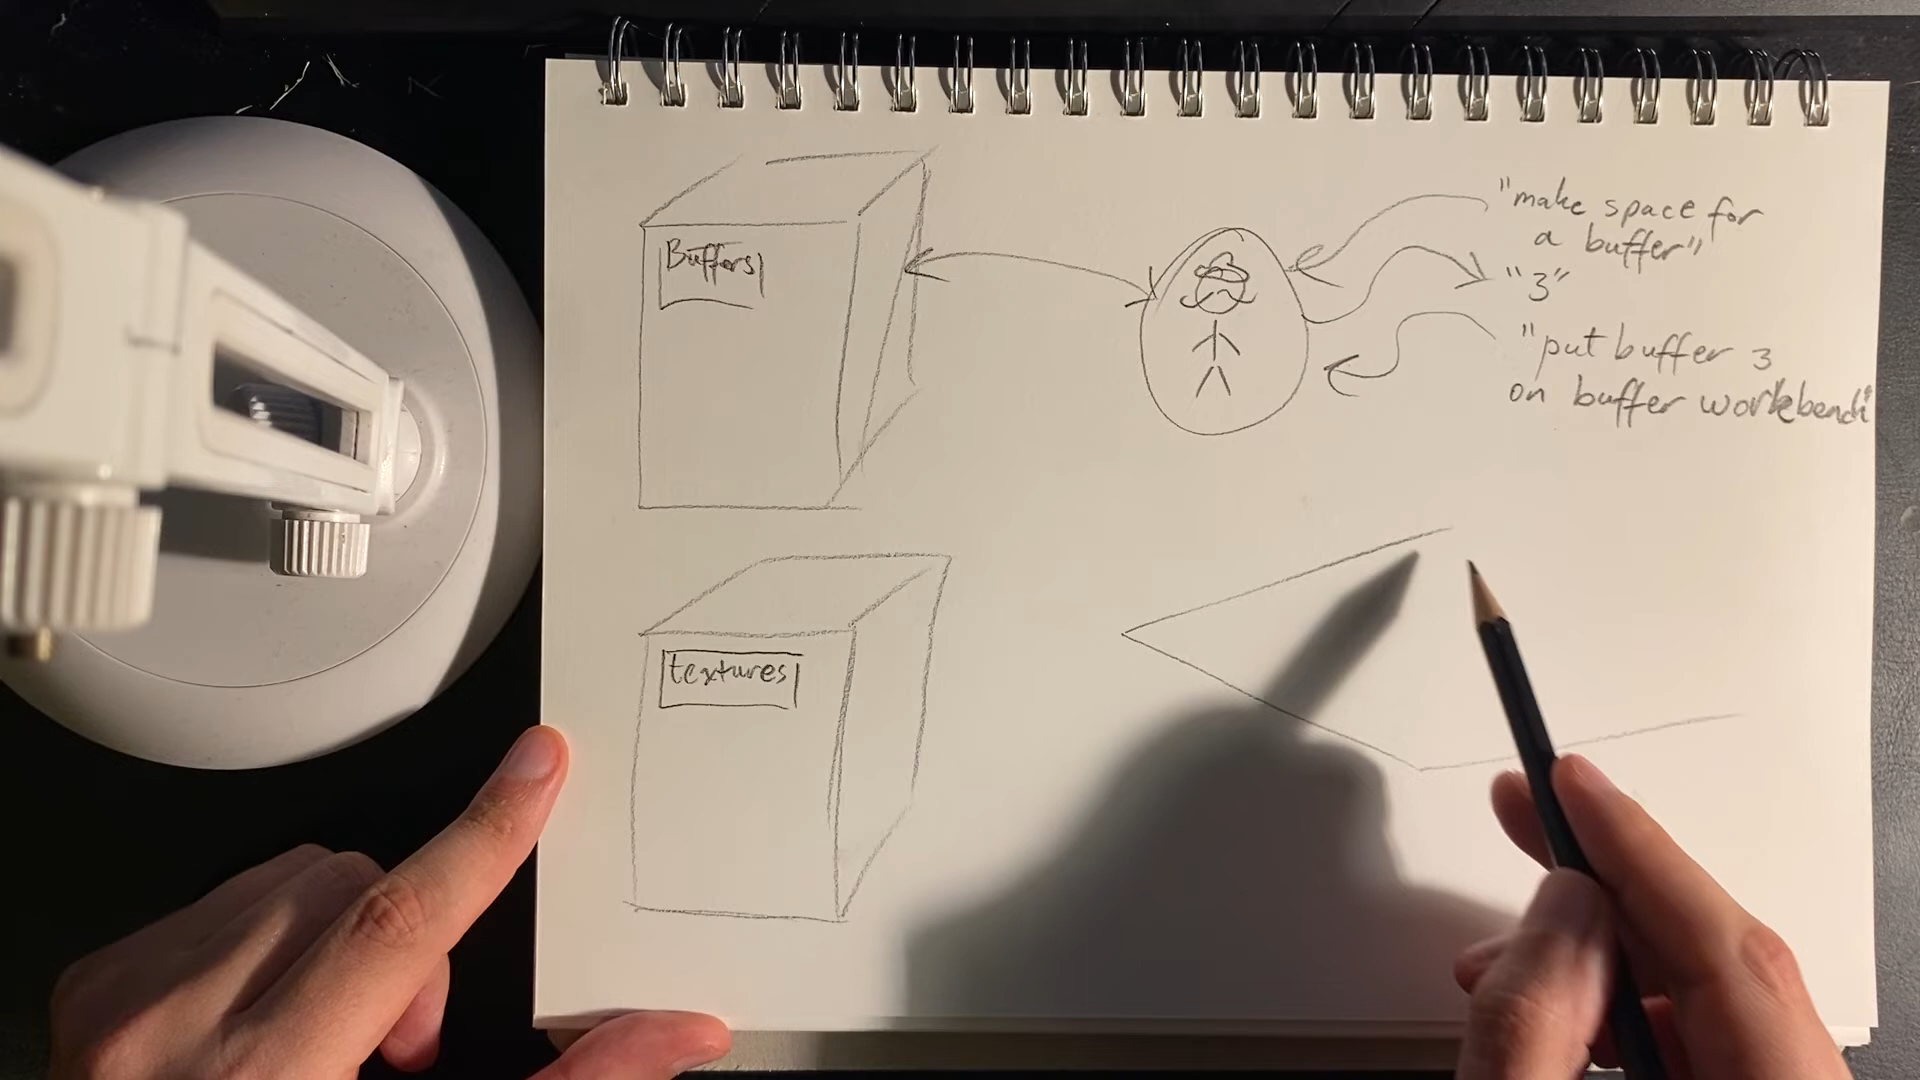 Buffers
"make space for
a buffer"
"3"
"put buffer 3
on buffer workbench"
textures